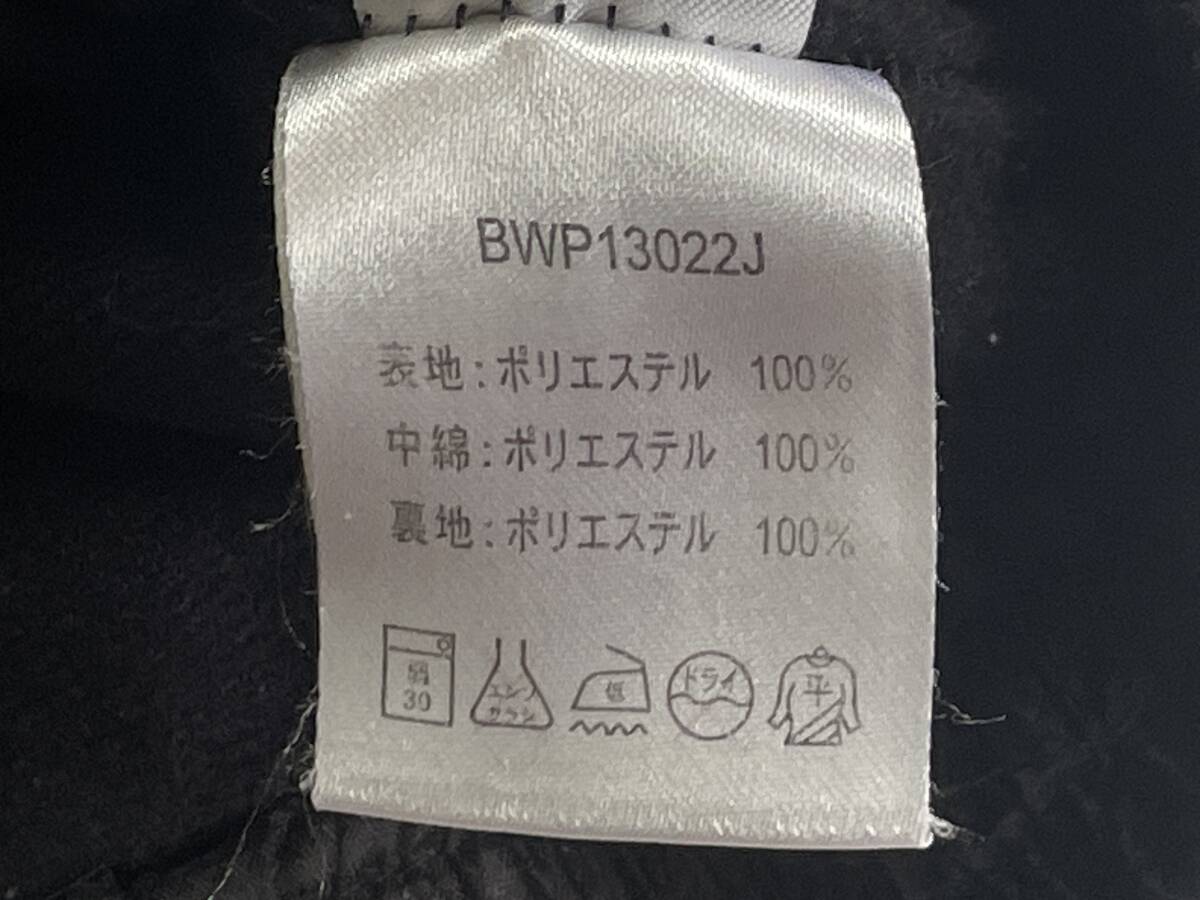 BWP13022J
表地:ポリエステル 100%
中綿:ポリエステル 100%
裏地:ポリエステル 100%
弱 30 エンソ サラシ 低 ドライ 平